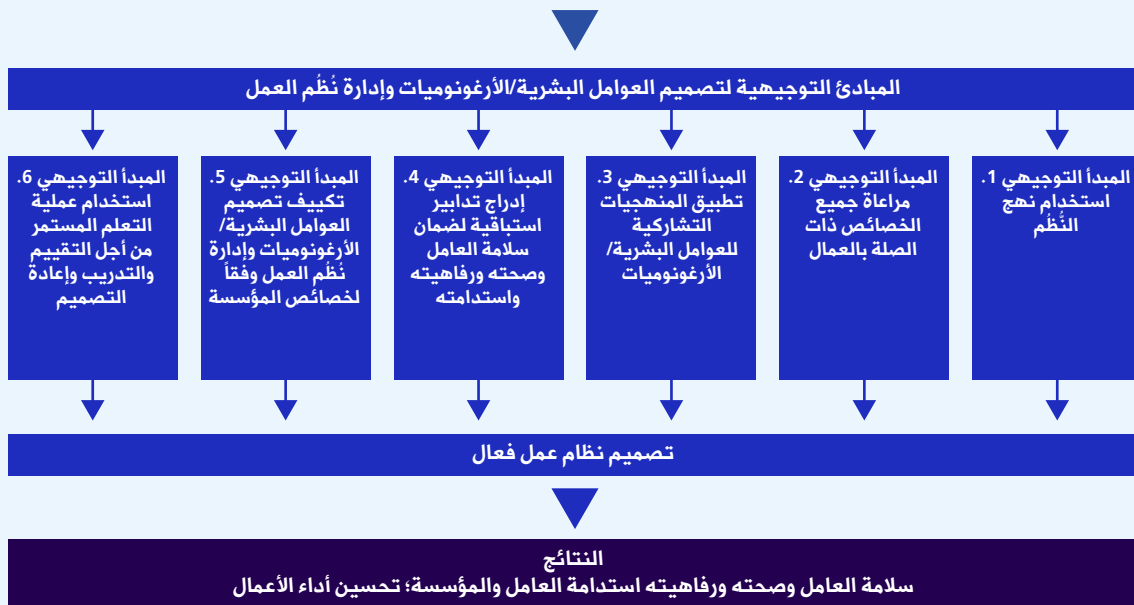 المبادئ التوجيهية لتصميم العوامل البشرية/الأرغونوميات وإدارة نُظُم العمل
المبدأ التوجيهي 1.
استخدام نهج
النُّظُم
المبدأ التوجيهي 2.
مراعاة جميع
الخصائص ذات
الصلة بالعمال
المبدأ التوجيهي 3.
تطبيق المنهجيات
التشاركية
للعوامل البشرية/
الأرغونوميات
المبدأ التوجيهي 4.
إدراج تدابير
استباقية لضمان
سلامة العامل
وصحته ورفاهيته
واستدامته
المبدأ التوجيهي 5.
تكييف تصميم
العوامل البشرية/
الأرغونوميات وإدارة
نُظُم العمل وفقاً
لخصائص المؤسسة
المبدأ التوجيهي 6.
استخدام عملية
التعلم المستمر
من أجل التقييم
والتدريب وإعادة
التصميم
تصميم نظام عمل فعال
النتائج
سلامة العامل وصحته ورفاهيته استدامة العامل والمؤسسة؛ تحسين أداء الأعمال